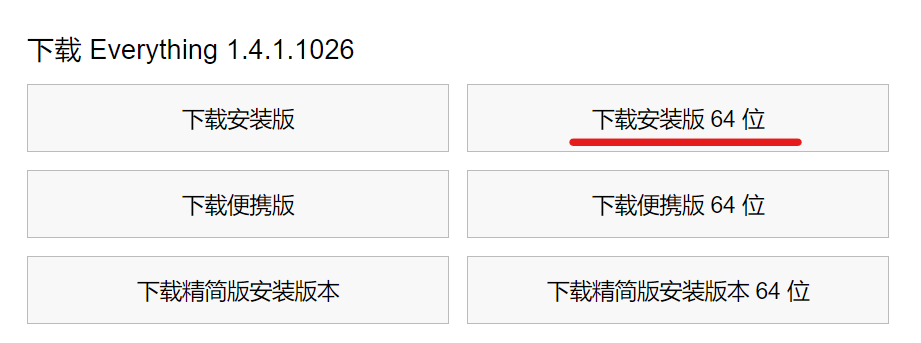 下载 Everything 1.4.1.1026
下载安装版
下载安装版 64 位
下载便携版
下载便携版 64 位
下载精简版安装版本
下载精简版安装版本 64 位